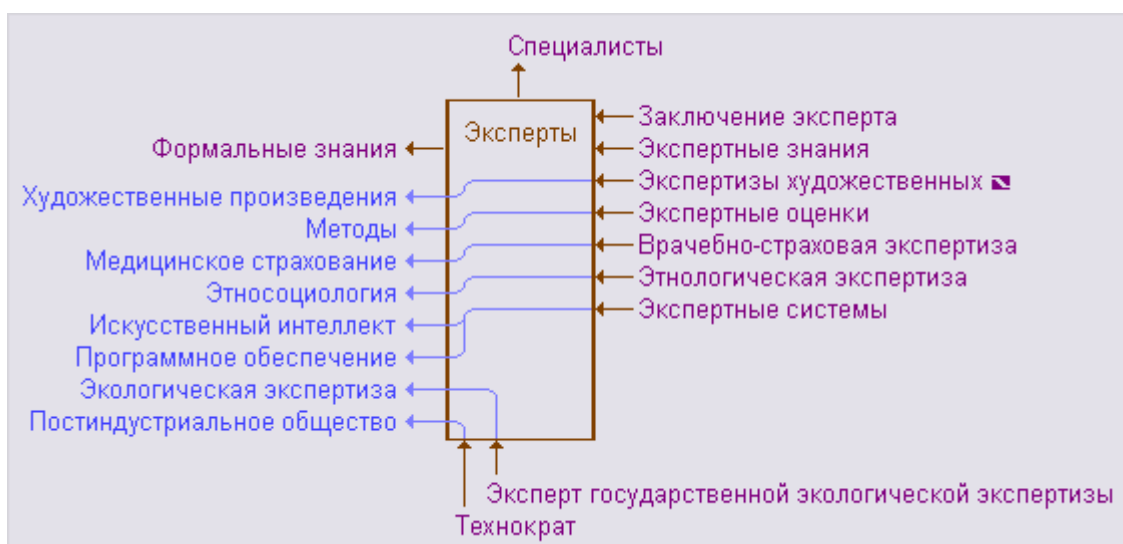 Специалисты
Эксперты
Формальные знания
Художественные произведения
Методы
Медицинское страхование
Этносоциология
Искусственный интеллект
Программное обеспечение
Экологическая экспертиза
Постиндустриальное общество
Заключение эксперта
Экспертные знания
Экспертизы художественных
Экспертные оценки
Врачебно-страховая экспертиза
Этнологическая экспертиза
Экспертные системы
Эксперт государственной экологической экспертизы
Технократ